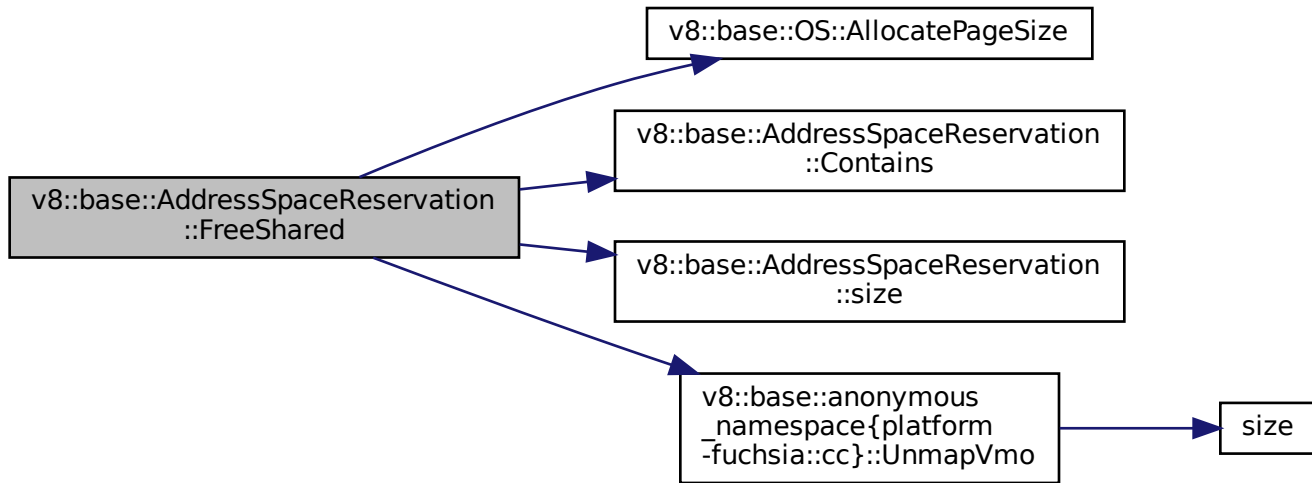 v8::base::OS::AllocatePageSize
v8::base::AddressSpaceReservation
::Contains
v8::base::AddressSpaceReservation
::FreeShared
v8::base::AddressSpaceReservation
::size
v8::base::anonymous
_namespace{platform
-fuchsia::cc}::UnmapVmo
size